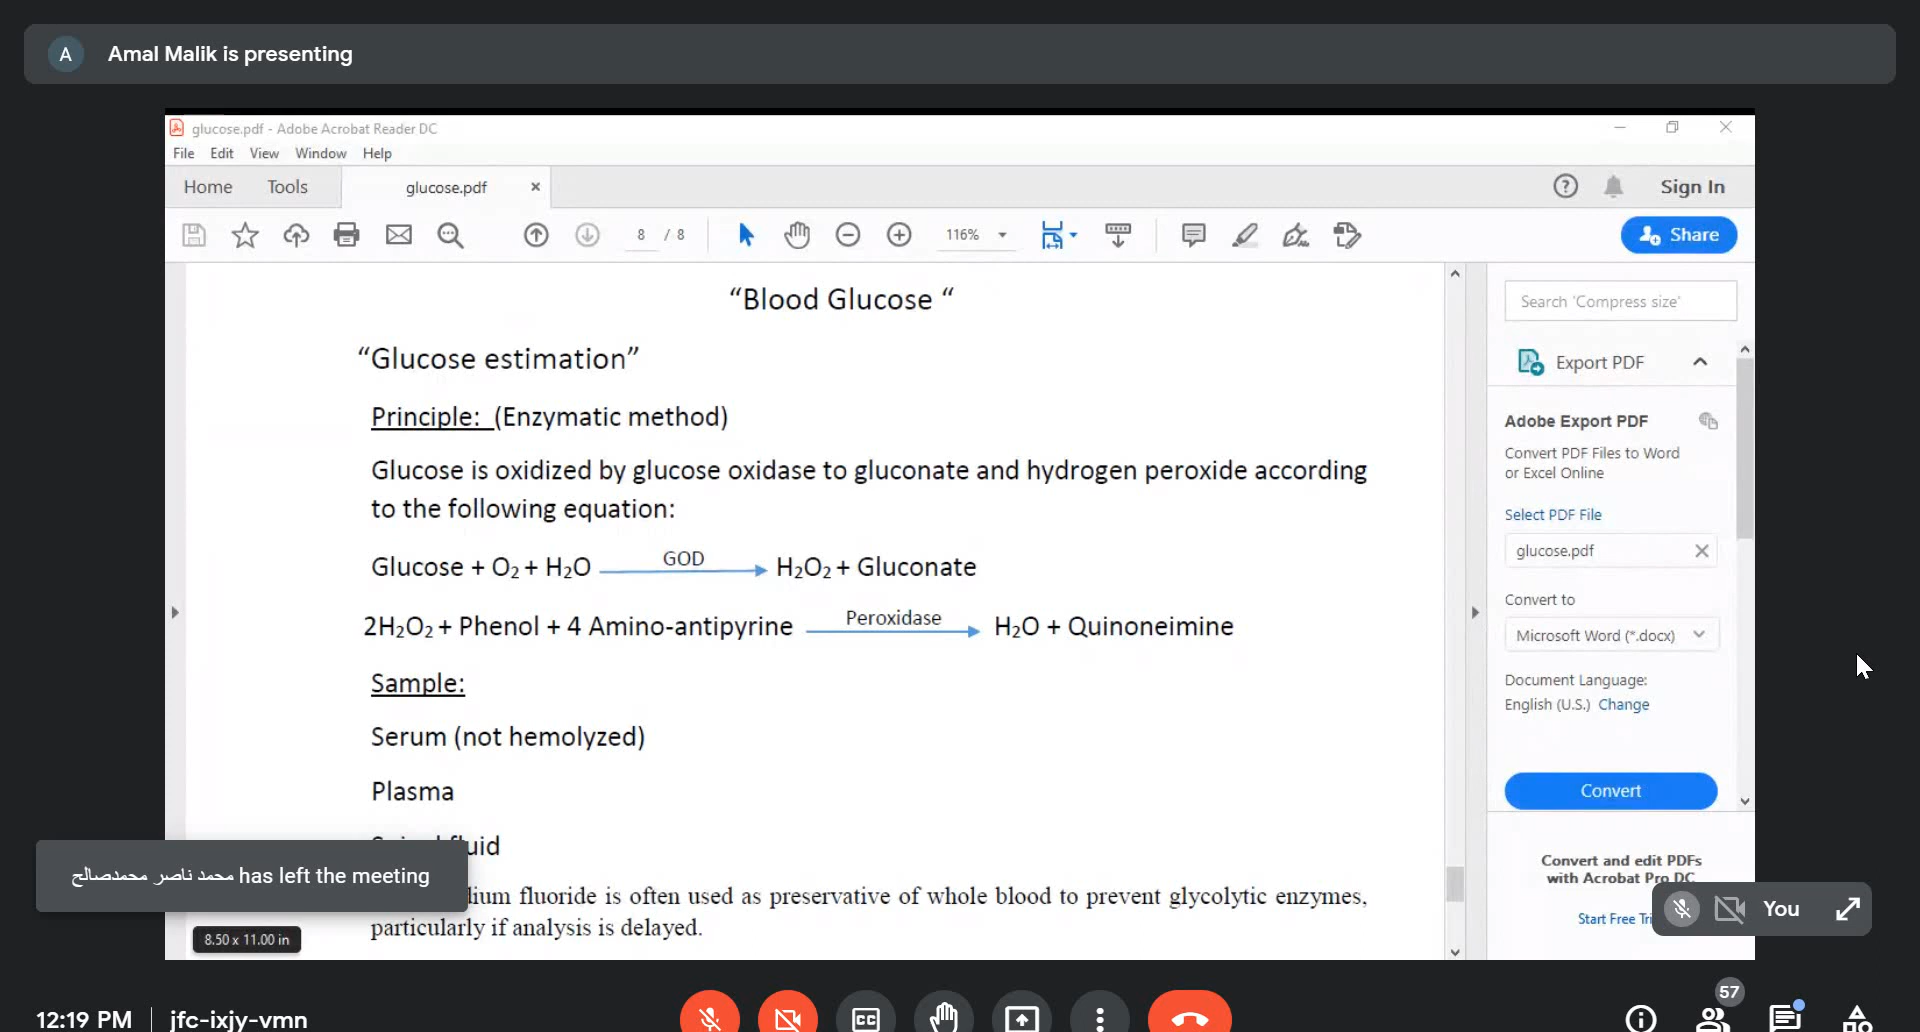 A
Amal Malik is presenting
glucose.pdf - Adobe Acrobat Reader DC
File Edit View Window Help
Home Tools glucose.pdf × Sign In
8 / 8 116% Share
“Blood Glucose “
“Glucose estimation”
Principle: (Enzymatic method)
Glucose is oxidized by glucose oxidase to gluconate and hydrogen peroxide according
to the following equation:
Glucose + O₂ + H₂O GOD H₂O₂ + Gluconate
2H₂O₂ + Phenol + 4 Amino-antipyrine Peroxidase H₂O + Quinoneimine
Sample:
Serum (not hemolyzed)
Plasma
fluid
fluoride is often used as preservative of whole blood to prevent glycolytic enzymes,
particularly if analysis is delayed.
8.50 x 11.00 in
Search 'Compress size'
Export PDF
Adobe Export PDF
Convert PDF Files to Word
or Excel Online
Select PDF File
glucose.pdf
Convert to
Microsoft Word (*.docx)
Document Language:
English (U.S.) Change
Convert
Convert and edit PDFs
with Acrobat Pro DC
Start Free
محمد ناصر محمدصالح has left the meeting
You
12:19 PM jfc-ixjy-vmn
CC
57